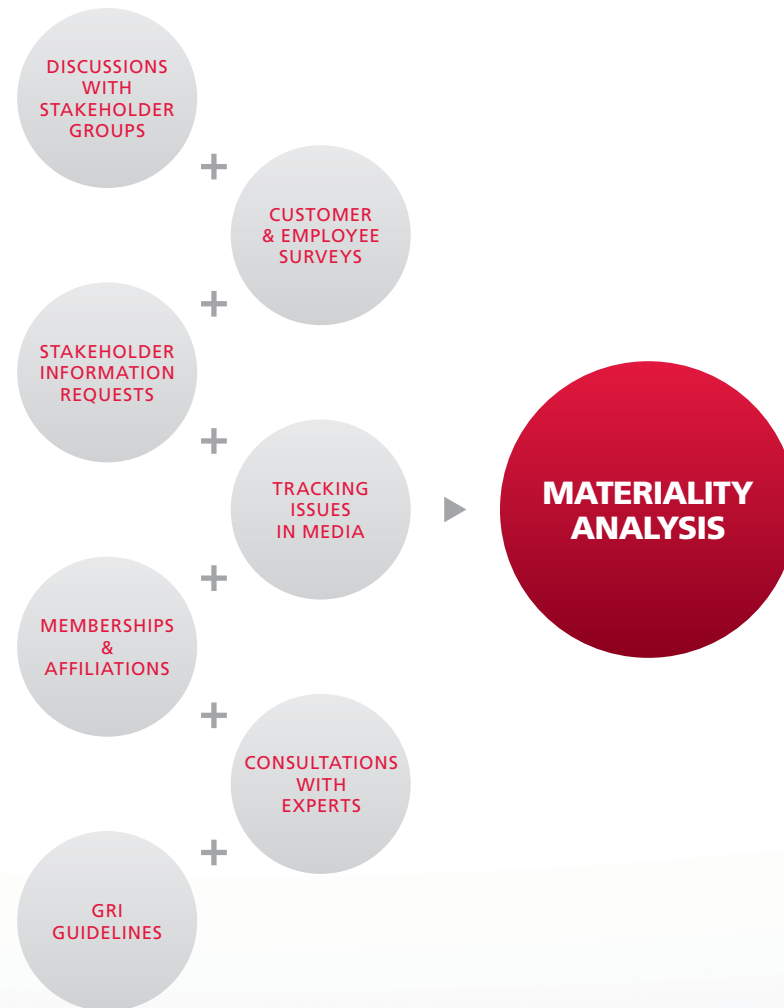 DISCUSSIONS
WITH
STAKEHOLDER
GROUPS
+
CUSTOMER
& EMPLOYEE
SURVEYS
+
STAKEHOLDER
INFORMATION
REQUESTS
+
TRACKING
ISSUES
IN MEDIA
+
MEMBERSHIPS
&
AFFILIATIONS
+
CONSULTATIONS
WITH
EXPERTS
+
GRI
GUIDELINES
MATERIALITY
ANALYSIS